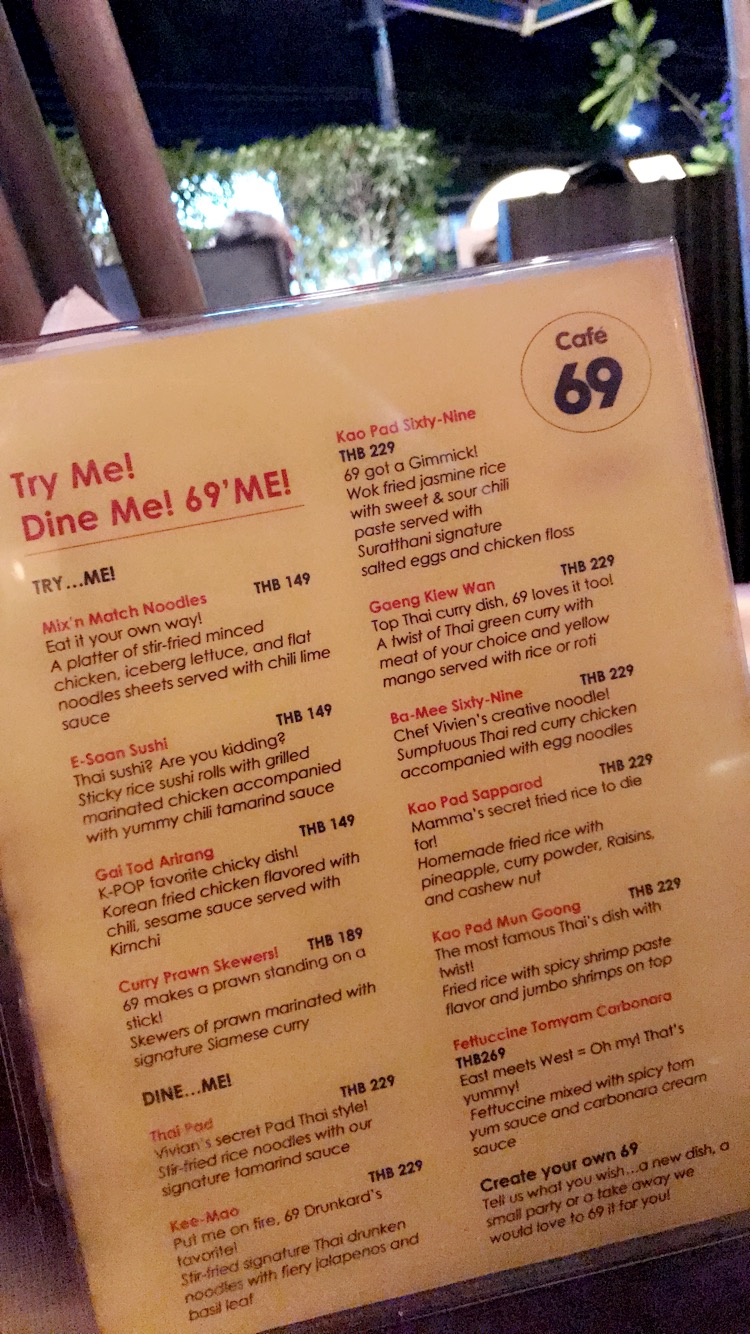 Café
69
Try Me!
Dine Me! 69'ME!
TRY...ME!
Mix'n Match Noodles THB 149
Eat it your own way!
A platter of stir-fried minced
chicken, iceberg lettuce, and flat
noodles sheets served with chili lime
sauce
E-Saan Sushi THB 149
Thai sushi? Are you kidding?
Sticky rice sushi rolls with grilled
marinated chicken accompanied
with yummy chili tamarind sauce
Gai Tod Arirang THB 149
K-POP favorite chicky dish!
Korean fried chicken flavored with
chili, sesame sauce served with
Kimchi
Curry Prawn Skewers! THB 189
69 makes a prawn standing on a
stick!
Skewers of prawn marinated with
signature Siamese curry
DINE...ME!
Thai Pad THB 229
Vivian's secret Pad Thai style!
Stir-fried rice noodles with our
signature tamarind sauce
Kee-Mao THB 229
Put me on fire, 69 Drunkard's
favorite!
Stir-fried signature Thai drunken
noodles with fiery jalapenos and
basil leaf
Kao Pad Sixty-Nine
THB 229
69 got a Gimmick!
Wok fried jasmine rice
with sweet & sour chili
paste served with
Suratthani signature
salted eggs and chicken floss
Gaeng Kiew Wan THB 229
Top Thai curry dish, 69 loves it too!
A twist of Thai green curry with
meat of your choice and yellow
mango served with rice or roti
Ba-Mee Sixty-Nine THB 229
Chef Vivien's creative noodle!
Sumptuous Thai red curry chicken
accompanied with egg noodles
Kao Pad Sapparod THB 229
Mamma's secret fried rice to die
for!
Homemade fried rice with
pineapple, curry powder, Raisins,
and cashew nut
Kao Pad Mun Goong THB 229
The most famous Thai's dish with
twist!
Fried rice with spicy shrimp paste
flavor and jumbo shrimps on top
Fettuccine Tomyam Carbonara
THB269
East meets West = Oh my! That's
yummy!
Fettuccine mixed with spicy tom
yum sauce and carbonara cream
sauce
Create your own 69
Tell us what you wish...a new dish, a
small party or a take away we
would love to 69 it for you!